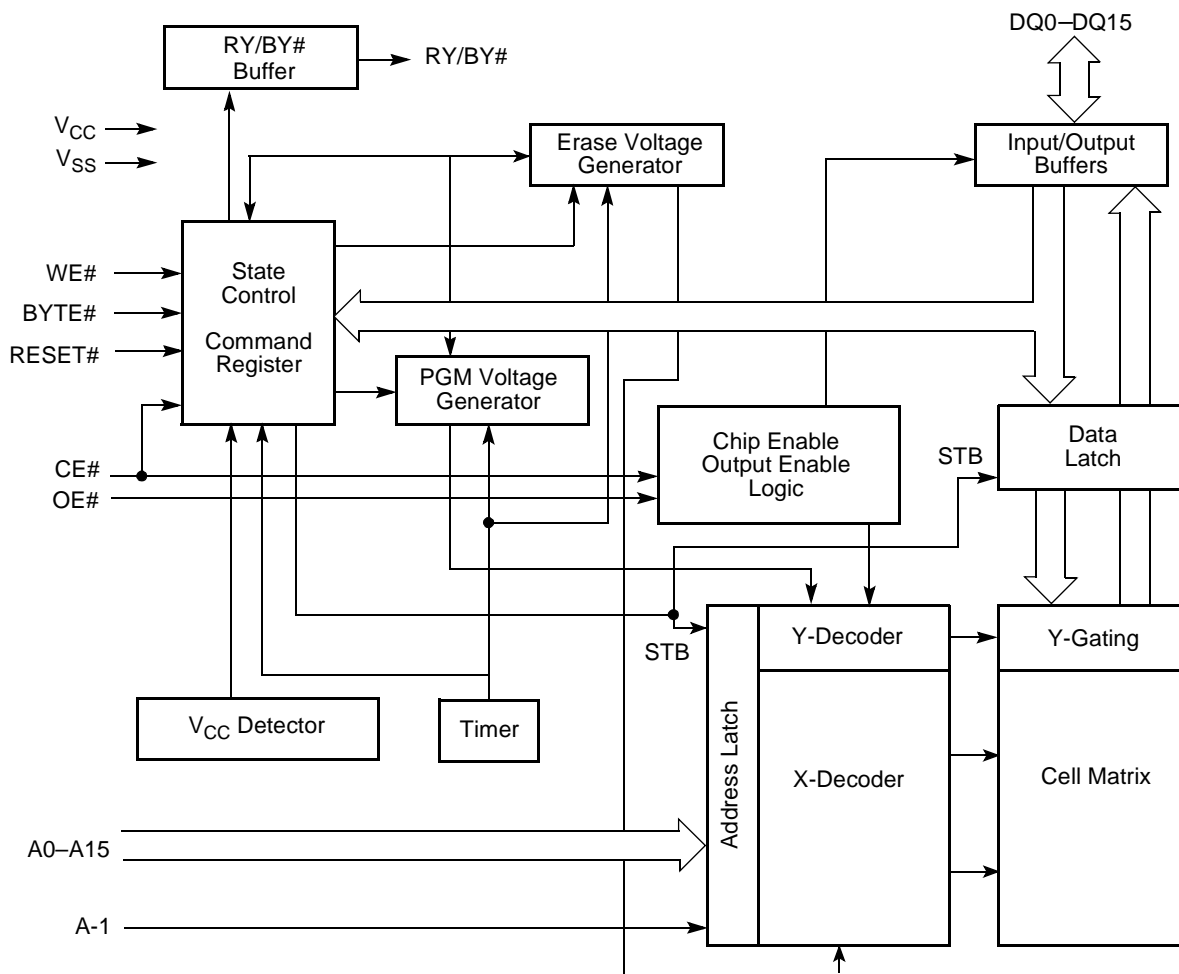 DQ0–DQ15
RY/BY#
Buffer
RY/BY#
VCC
VSS
Erase Voltage
Generator
Input/Output
Buffers
WE#
BYTE#
RESET#
State
Control
Command
Register
PGM Voltage
Generator
Chip Enable
Output Enable
Logic
STB
Data
Latch
CE#
OE#
STB
Y-Decoder
Y-Gating
VCC Detector
Timer
Address Latch
X-Decoder
Cell Matrix
A0–A15
A-1